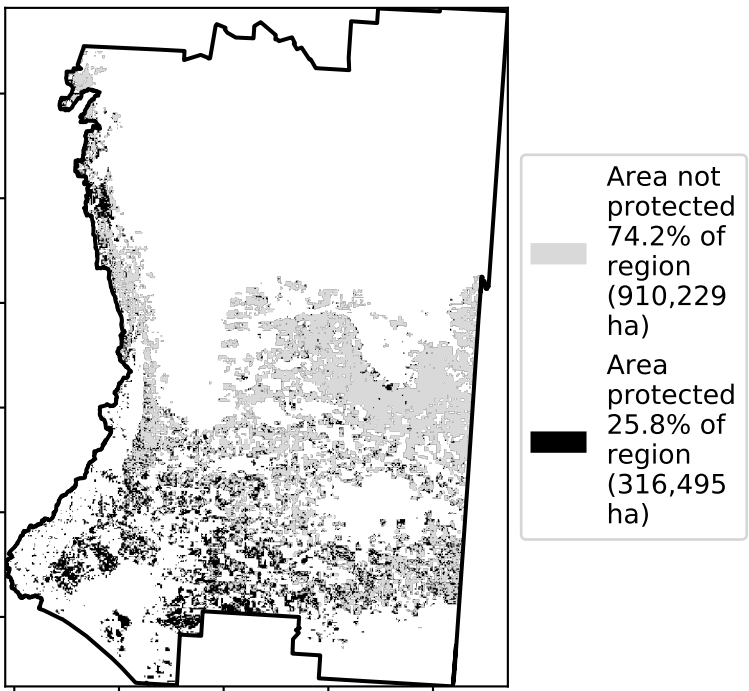 Area not
protected
74.2% of
region
(910,229
ha)
Area
protected
25.8% of
region
(316,495
ha)